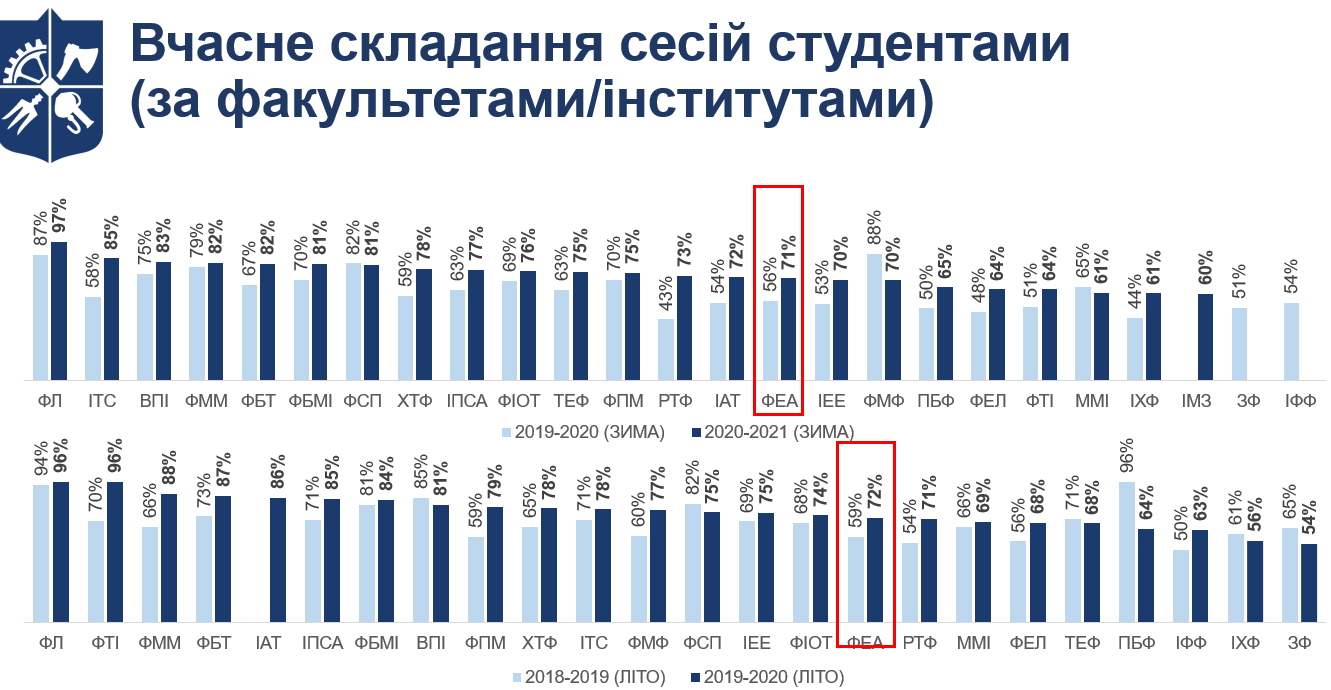 Вчасне складання сесій студентами
(за факультетами/інститутами)
87% 97% 58% 85% 75% 83% 79% 82% 67% 82% 70% 81% 82% 81% 59% 78% 63% 77% 69% 76% 63% 75% 70% 75% 43% 73% 54% 72% 56% 71% 53% 70% 88% 70% 50% 65% 48% 64% 51% 64% 65% 61% 44% 61% 60% 51% 54%
ФЛ ІТС ВПІ ФММ ФБТ ФБМІ ФСП ХТФ ІПСА ФІОТ ТЕФ ФПМ РТФ ІАТ ФЕА ІЕЕ ФМФ ПБФ ФЕЛ ФТІ ММІ ІХФ ІМЗ ЗФ ІФФ
2019-2020 (ЗИМА) 2020-2021 (ЗИМА)
94% 96% 70% 96% 66% 88% 73% 87% 86% 71% 85% 81% 84% 85% 81% 59% 79% 65% 78% 71% 78% 60% 77% 82% 75% 69% 75% 68% 74% 59% 72% 54% 71% 66% 69% 56% 68% 71% 68% 96% 64% 50% 63% 61% 56% 65% 54%
ФЛ ФТІ ФММ ФБТ ІАТ ІПСА ФБМІ ВПІ ФПМ ХТФ ІТС ФМФ ФСП ІЕЕ ФІОТ ФЕА РТФ ММІ ФЕЛ ТЕФ ПБФ ІФФ ІХФ ЗФ
2018-2019 (ЛІТО) 2019-2020 (ЛІТО)